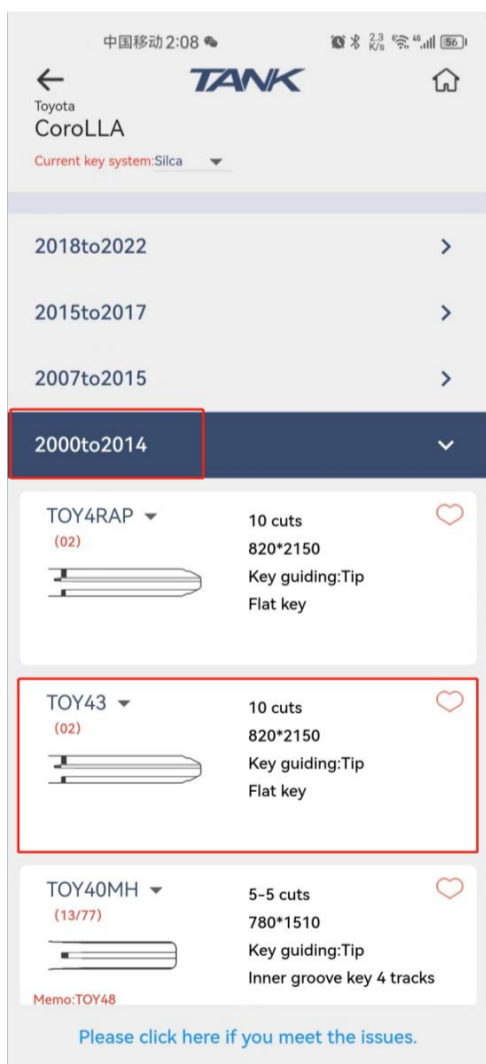 中国移动 2:08
2.3
K/s
46
56
TANK
Toyota
CoroLLA
Current key system:Silca
2018to2022
2015to2017
2007to2015
2000to2014
TOY4RAP
(02)
10 cuts
820*2150
Key guiding:Tip
Flat key
TOY43
(02)
10 cuts
820*2150
Key guiding:Tip
Flat key
TOY40MH
(13/77)
5-5 cuts
780*1510
Key guiding:Tip
Inner groove key 4 tracks
Memo:TOY48
Please click here if you meet the issues.